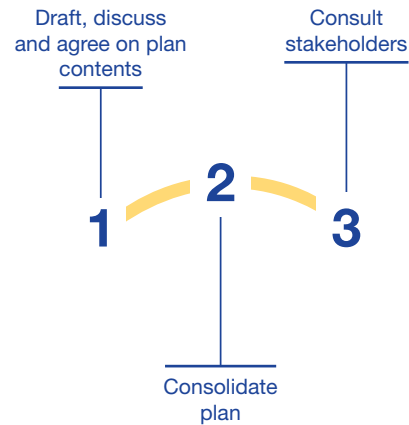 Draft, discuss
and agree on plan
contents
Consult
stakeholders
1
2
3
Consolidate
plan